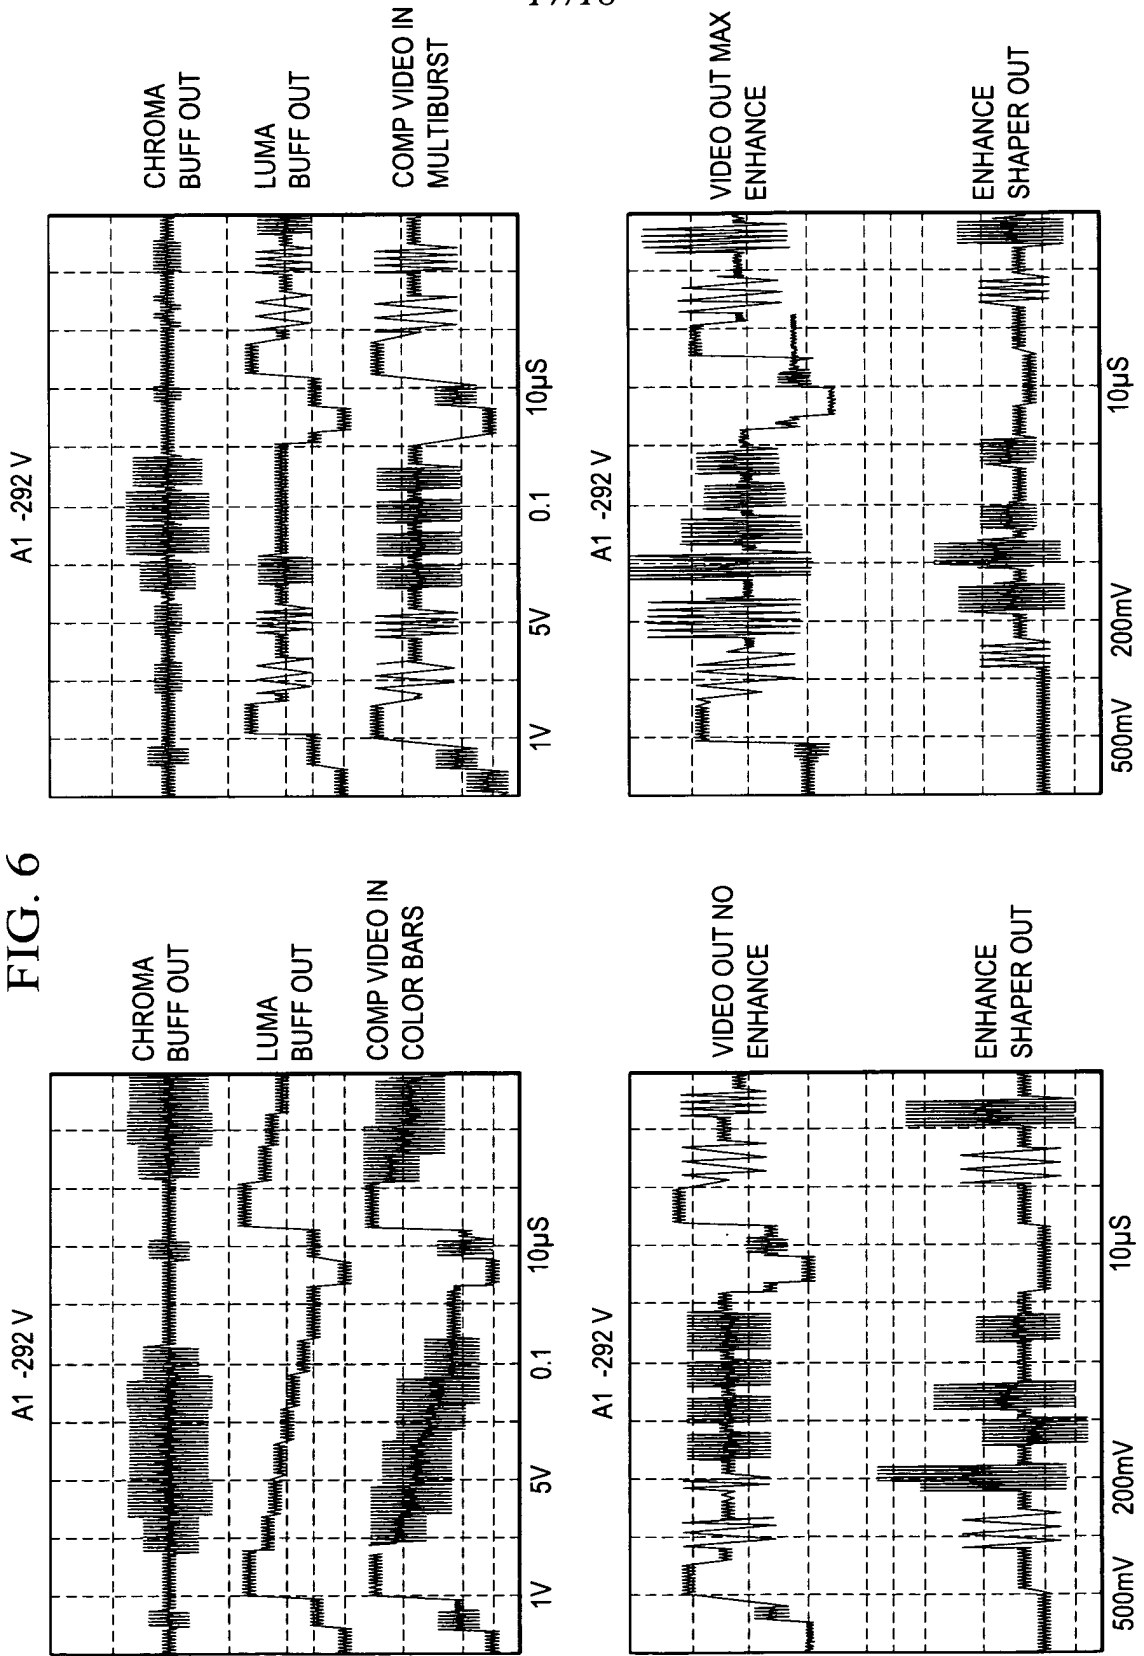 FIG. 6
A1 -292 V
CHROMA
BUFF OUT
LUMA
BUFF OUT
COMP VIDEO IN
COLOR BARS
1V 5V 0.1 10µS
A1 -292 V
CHROMA
BUFF OUT
LUMA
BUFF OUT
COMP VIDEO IN
MULTIBURST
1V 5V 0.1 10µS
A1 -292 V
VIDEO OUT NO
ENHANCE
ENHANCE
SHAPER OUT
500mV 200mV 10µS
A1 -292 V
VIDEO OUT MAX
ENHANCE
ENHANCE
SHAPER OUT
500mV 200mV 10µS